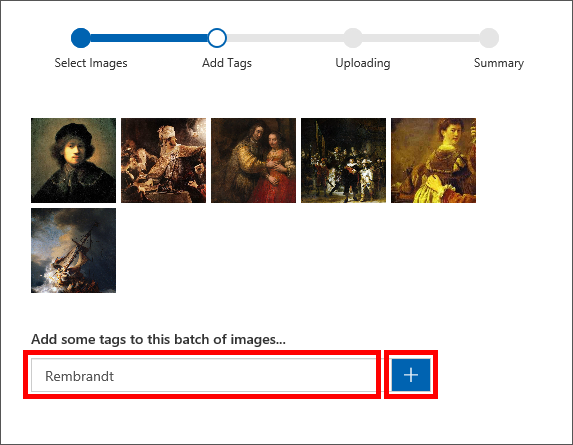 Select Images
Add Tags
Uploading
Summary
Add some tags to this batch of images...
Rembrandt